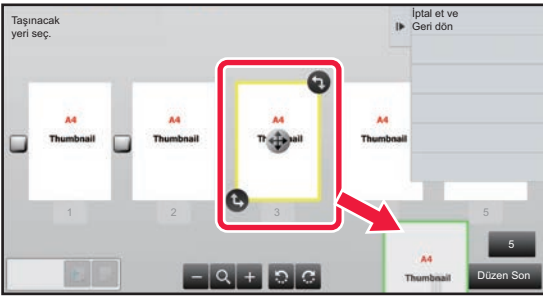 Taşınacak
yeri seç.
İptal et ve
Geri dön
A4
Thumbnail
A4
Thumbnail
A4
A4
Thumbnail
1
2
3
5
A4
Thumbnail
5
Düzen Son